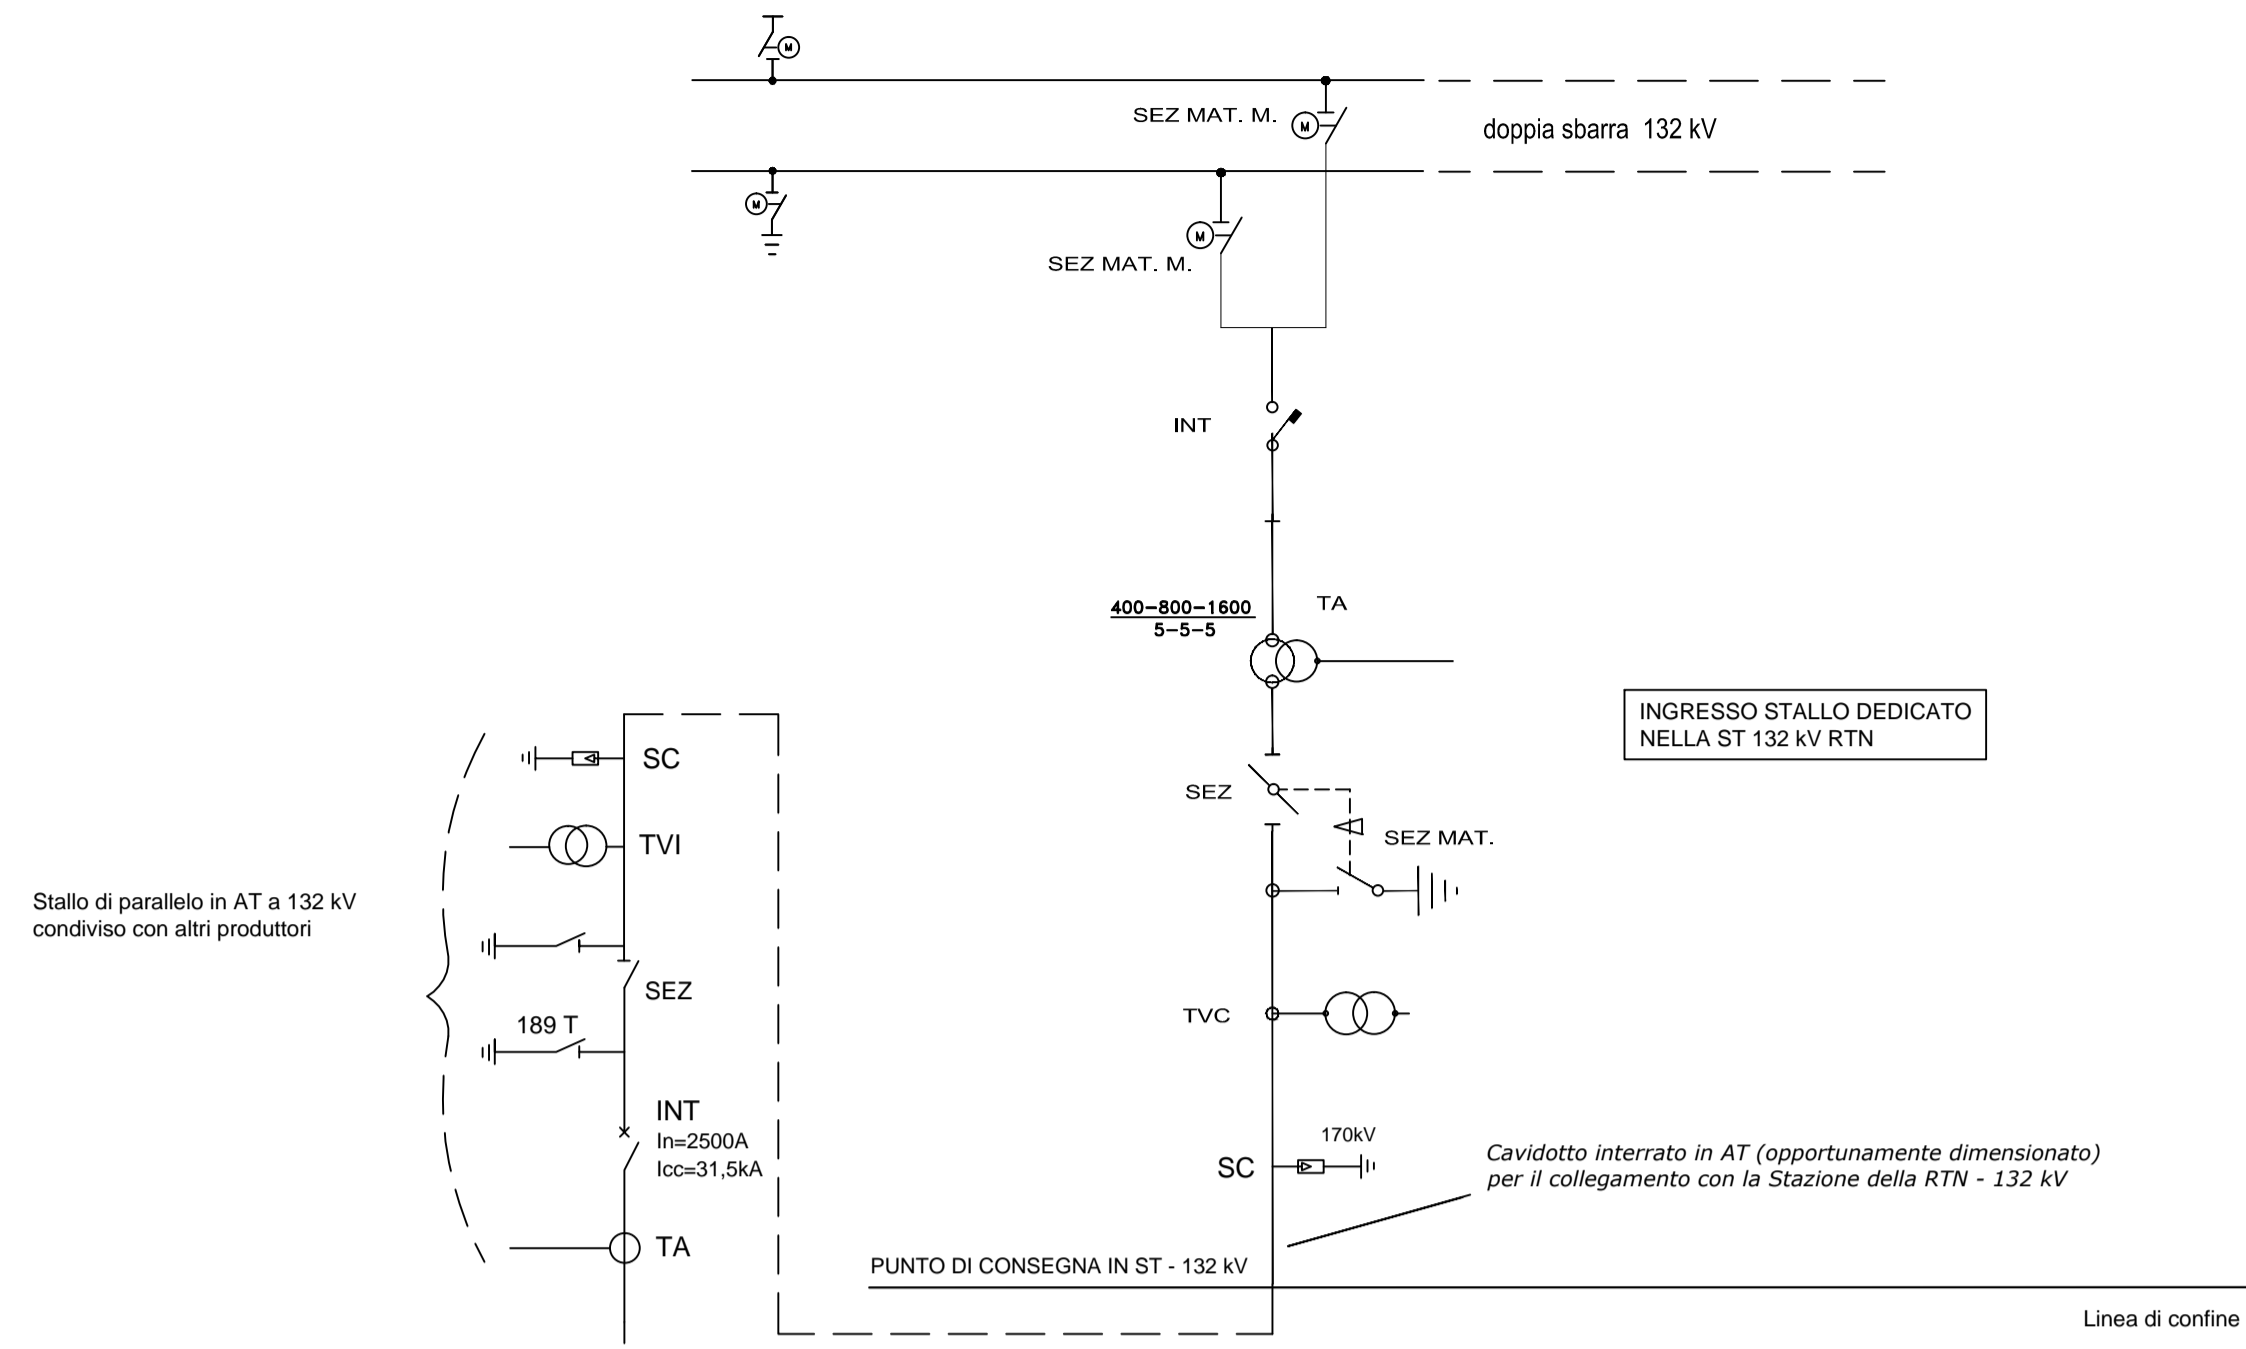 M
SEZ MAT. M.
M
doppia sbarra 132 kV
M
M
SEZ MAT. M.
INT
400-800-1600
5-5-5
TA
INGRESSO STALLO DEDICATO
NELLA ST 132 kV RTN
SC
SEZ
TVI
SEZ MAT.
Stallo di parallelo in AT a 132 kV
condiviso con altri produttori
SEZ
189 T
TVC
INT
In=2500A
Icc=31,5kA
170kV
SC
Cavidotto interrato in AT (opportunamente dimensionato)
per il collegamento con la Stazione della RTN - 132 kV
TA
PUNTO DI CONSEGNA IN ST - 132 kV
Linea di confine